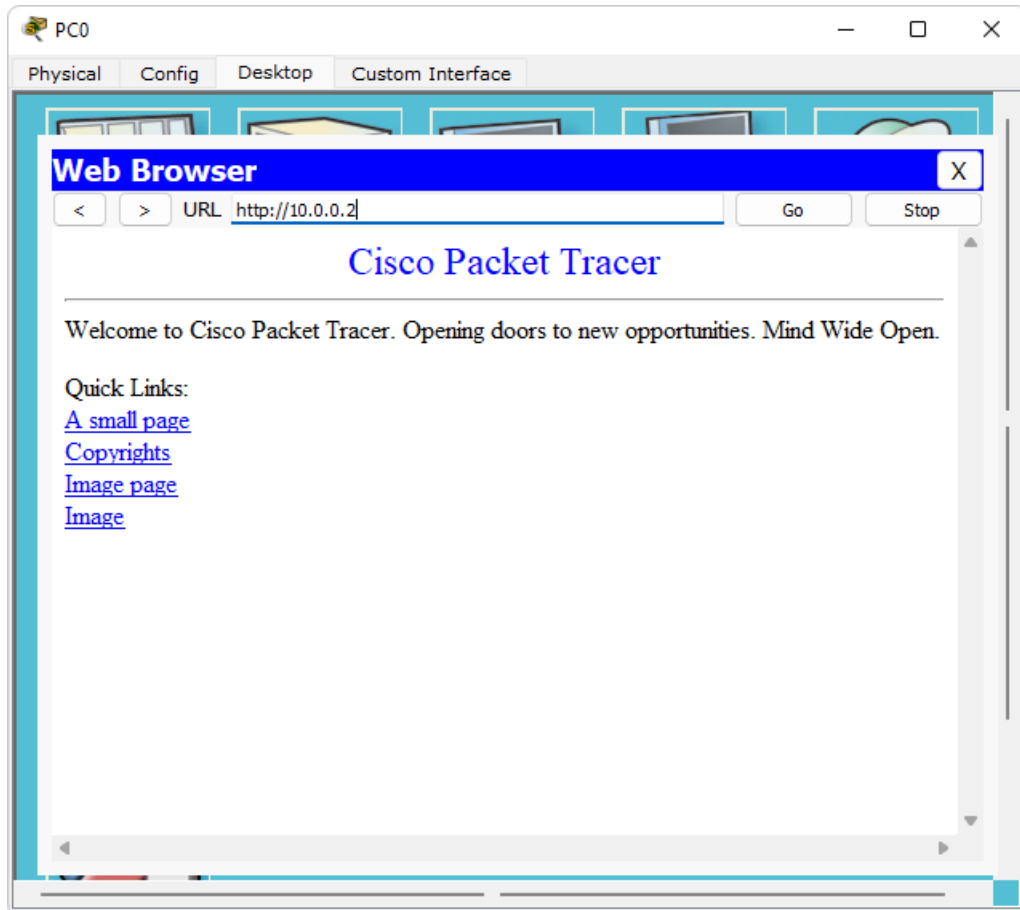 PC0
Physical Config Desktop Custom Interface
Web Browser X
< > URL http://10.0.0.2 Go Stop
Cisco Packet Tracer
Welcome to Cisco Packet Tracer. Opening doors to new opportunities. Mind Wide Open.
Quick Links:
A small page
Copyrights
Image page
Image